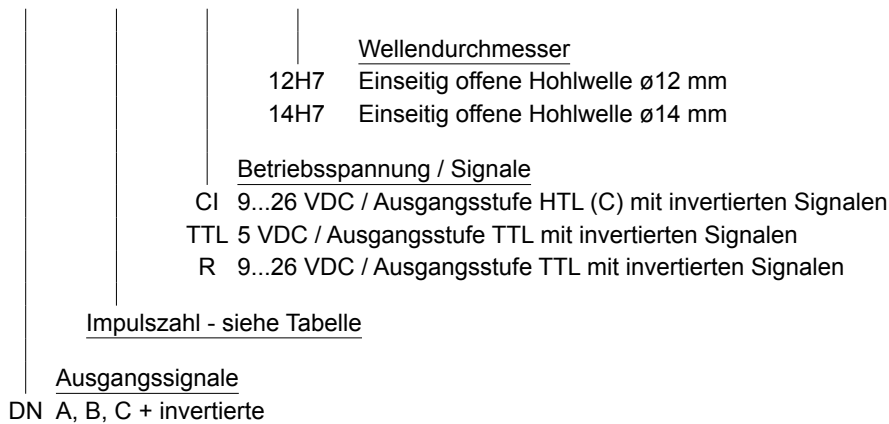 Wellendurchmesser
12H7 Einseitig offene Hohlwelle ø12 mm
14H7 Einseitig offene Hohlwelle ø14 mm
Betriebsspannung / Signale
CI 9...26 VDC / Ausgangsstufe HTL (C) mit invertierten Signalen
TTL 5 VDC / Ausgangsstufe TTL mit invertierten Signalen
R 9...26 VDC / Ausgangsstufe TTL mit invertierten Signalen
Impulszahl - siehe Tabelle
Ausgangssignale
DN A, B, C + invertierte